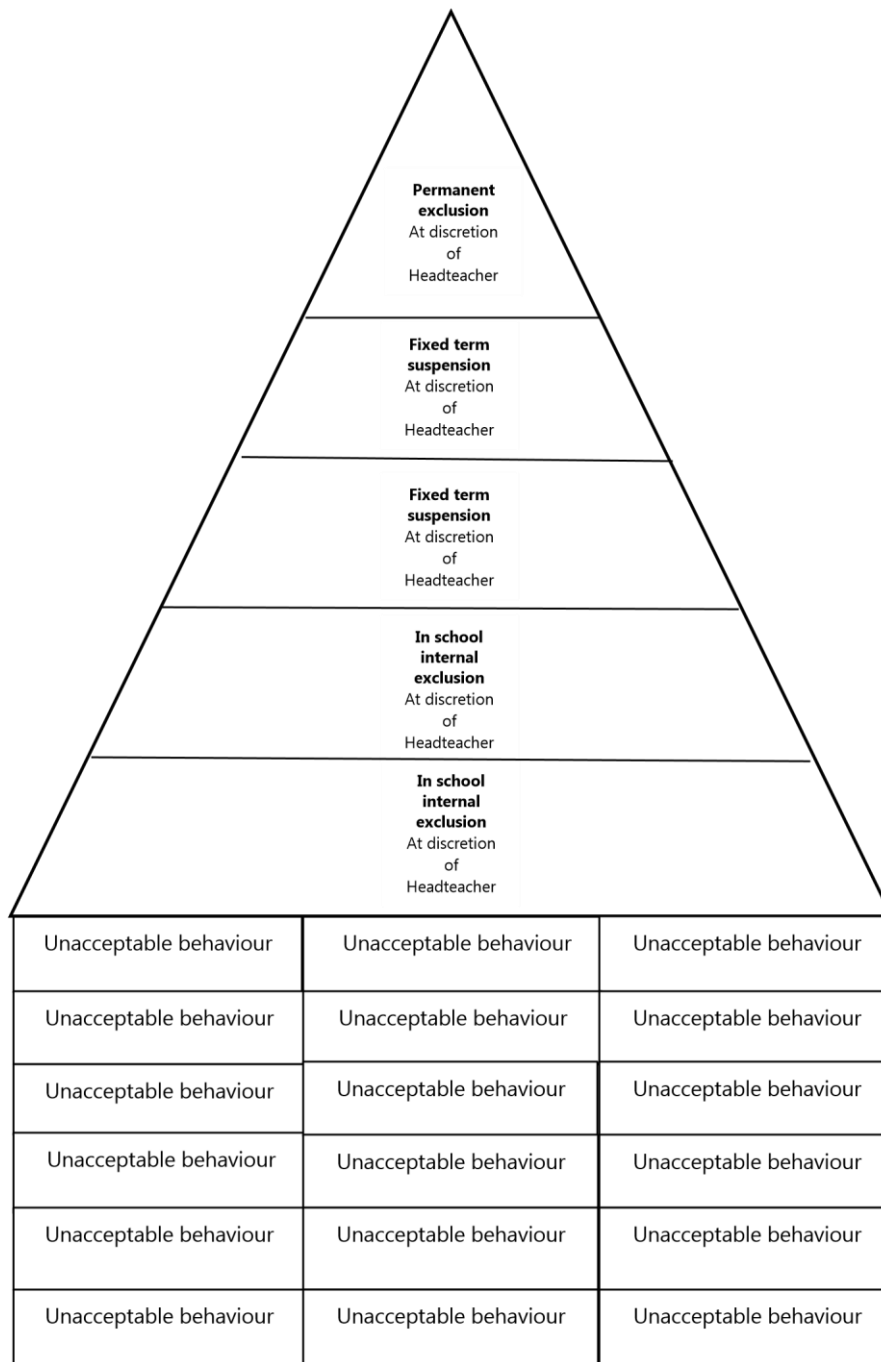 Permanent
exclusion
At discretion
of
Headteacher
Fixed term
suspension
At discretion
of
Headteacher
Fixed term
suspension
At discretion
of
Headteacher
In school
internal
exclusion
At discretion
of
Headteacher
In school
internal
exclusion
At discretion
of
Headteacher
Unacceptable behaviour Unacceptable behaviour Unacceptable behaviour
Unacceptable behaviour Unacceptable behaviour Unacceptable behaviour
Unacceptable behaviour Unacceptable behaviour Unacceptable behaviour
Unacceptable behaviour Unacceptable behaviour Unacceptable behaviour
Unacceptable behaviour Unacceptable behaviour Unacceptable behaviour
Unacceptable behaviour Unacceptable behaviour Unacceptable behaviour